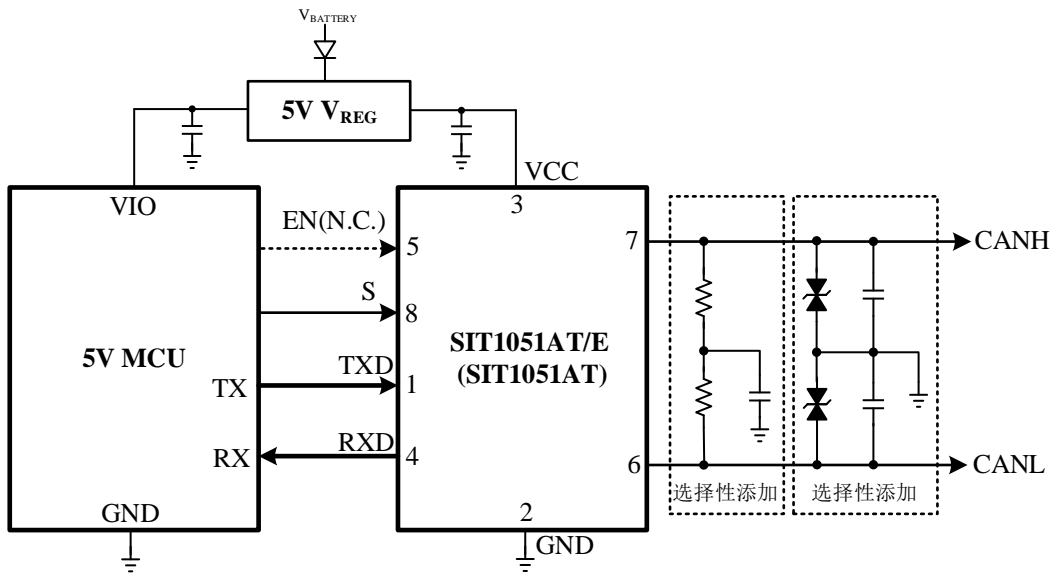 VBATTERY
5V VREG
VCC
VIO
3
EN(N.C.)
5
7
CANH
S
8
5V MCU
SIT1051AT/E
(SIT1051AT)
TX
TXD
1
RX
RXD
4
6
CANL
选择性添加
选择性添加
GND
2
GND